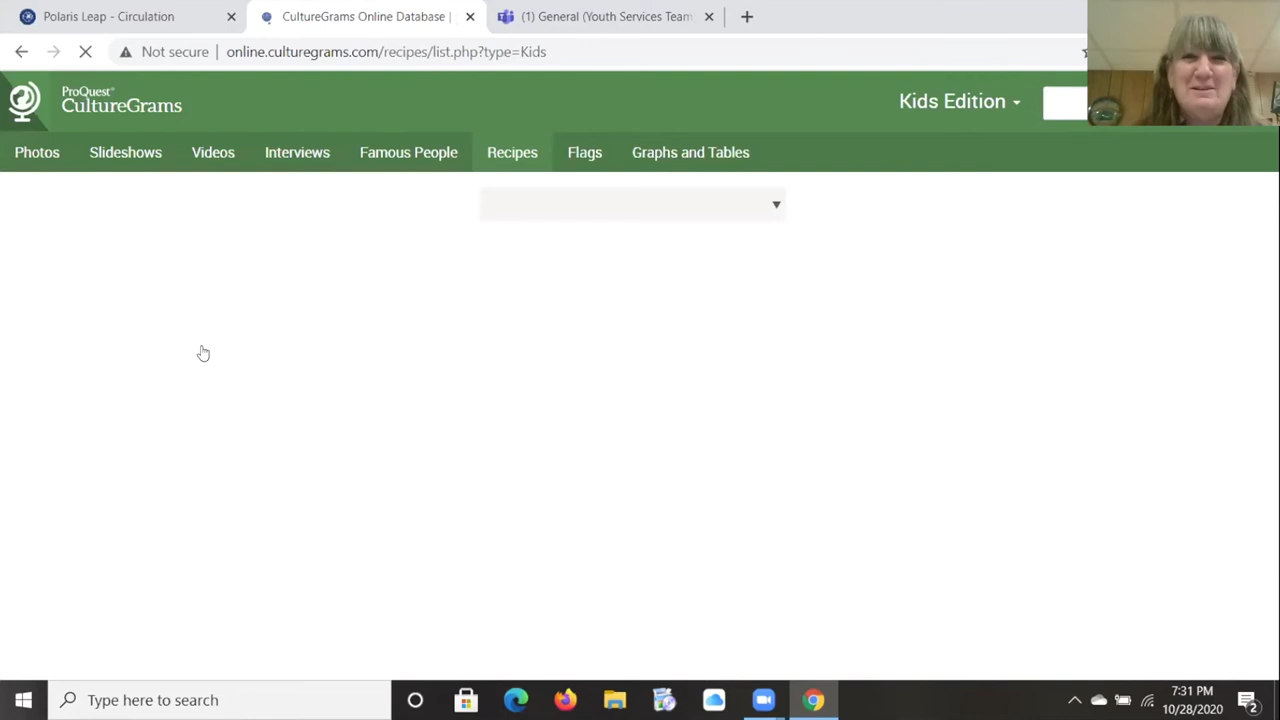 Polaris Leap - Circulation
CultureGrams Online Database |
(1) General (Youth Services Team
Not secure
online.culturegrams.com/recipes/list.php?type=Kids
ProQuest®
CultureGrams
Kids Edition
Photos
Slideshows
Videos
Interviews
Famous People
Recipes
Flags
Graphs and Tables
Type here to search
7:31 PM
10/28/2020
2